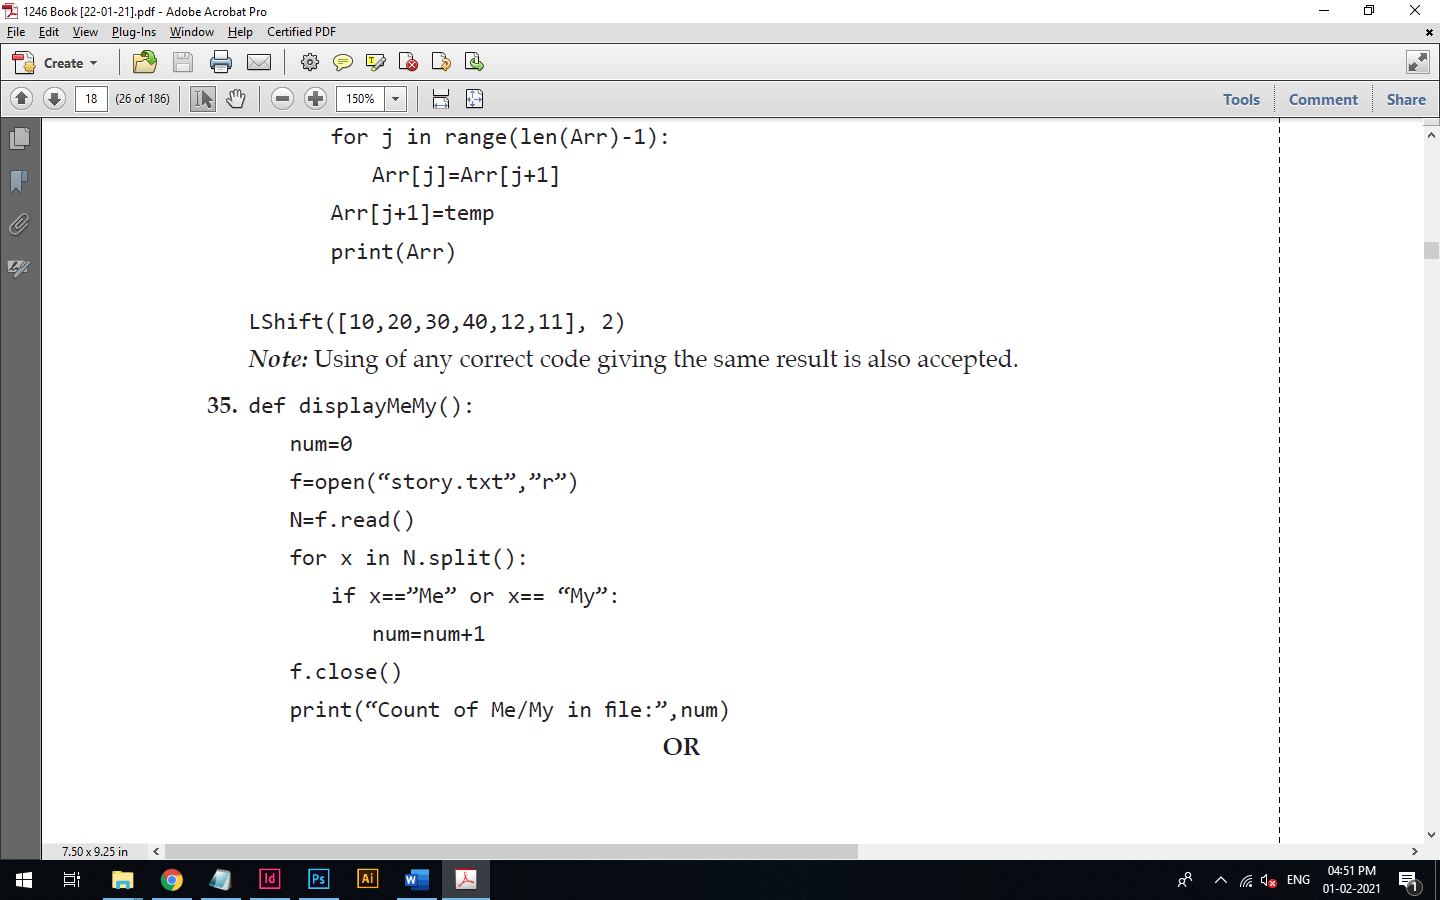 1246 Book [22-01-21].pdf - Adobe Acrobat Pro
File Edit View Plug-Ins Window Help Certified PDF
Create
18 (26 of 186) 150% Tools Comment Share
for j in range(len(Arr)-1):
Arr[j]=Arr[j+1]
Arr[j+1]=temp
print(Arr)
LShift([10,20,30,40,12,11], 2)
Note: Using of any correct code giving the same result is also accepted.
35. def displayMeMy():
num=0
f=open(“story.txt”,”r”)
N=f.read()
for x in N.split():
if x==”Me” or x== “My”:
num=num+1
f.close()
print(“Count of Me/My in file:”,num)
OR
7.50 x 9.25 in
Id Ps Ai W ENG 04:51 PM
01-02-2021
1